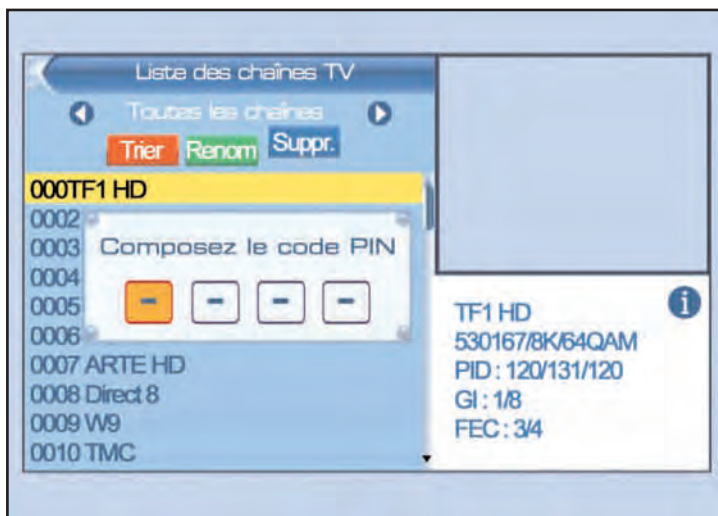 Liste des chaînes TV
Toutes les chaînes
Trier Renom Suppr.
000TF1 HD
0002
0003
0004
0005
0006
Composez le code PIN
- - - -
0007 ARTE HD
0008 Direct 8
0009 W9
0010 TMC
TF1 HD
530167/8K/64QAM
PID : 120/131/120
GI : 1/8
FEC : 3/4